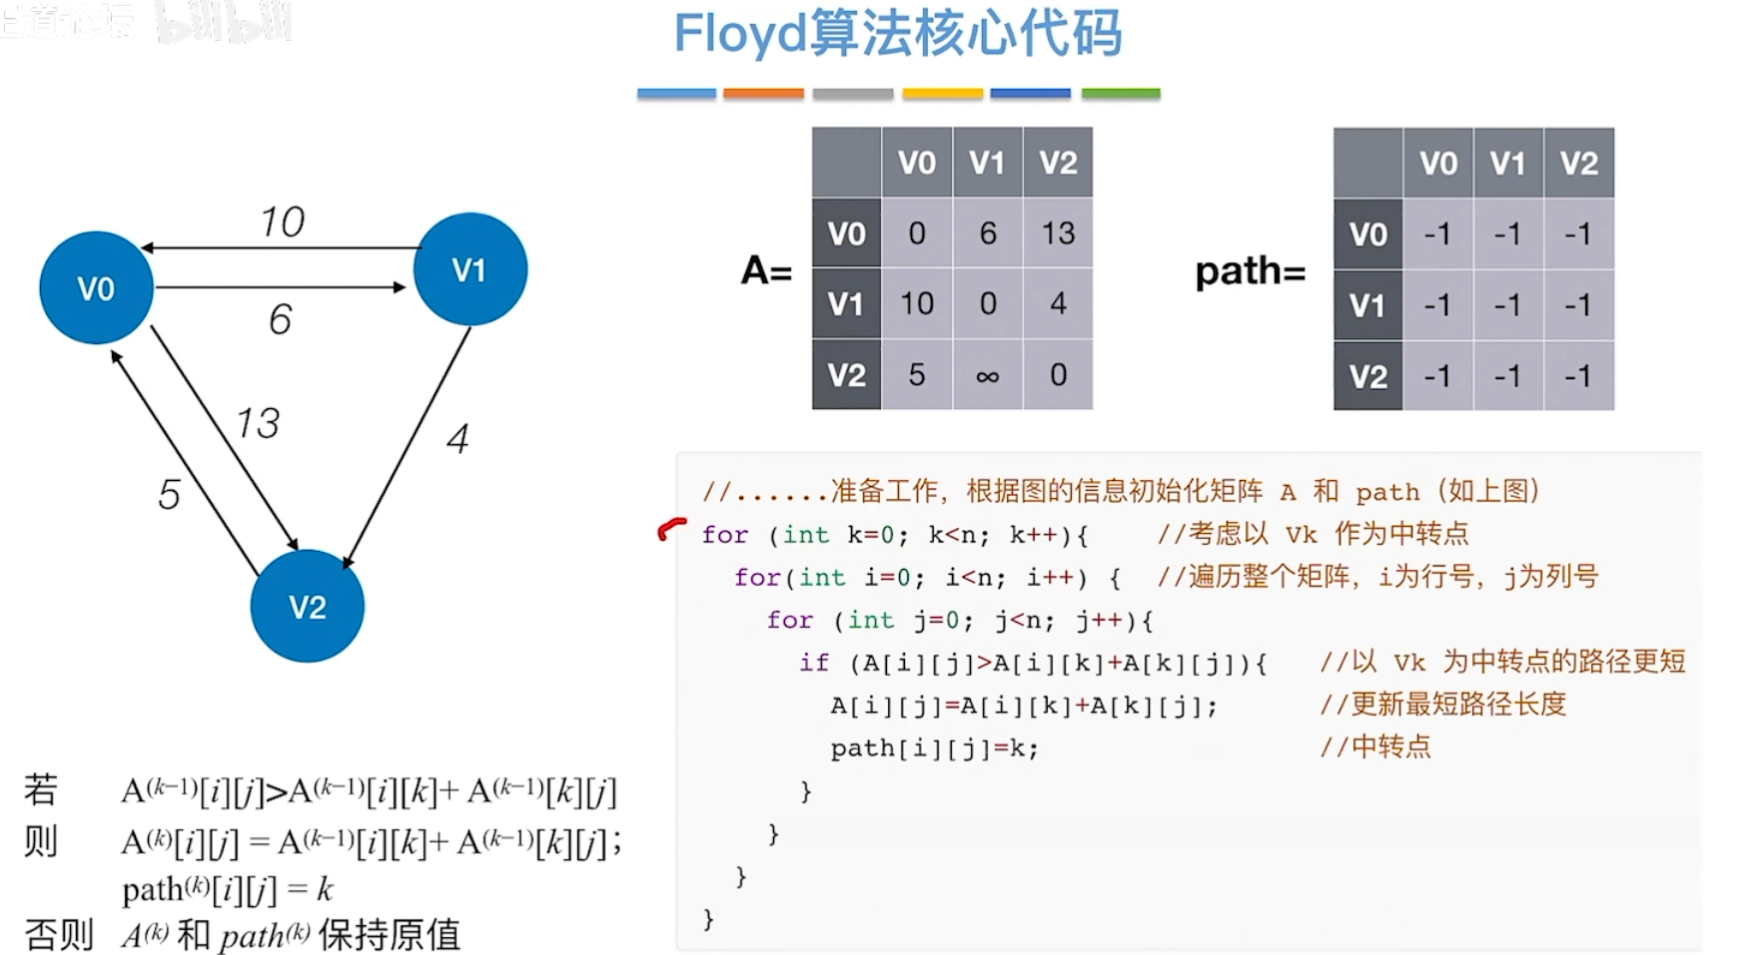 bilibili
Floyd算法核心代码
10
6
13
5
4
V0
V1
V2
A=
V0 V1 V2
V0 0 6 13
V1 10 0 4
V2 5 ∞ 0
path=
V0 V1 V2
V0 -1 -1 -1
V1 -1 -1 -1
V2 -1 -1 -1
//......准备工作，根据图的信息初始化矩阵 A 和 path（如上图）
for (int k=0; k<n; k++){ //考虑以 Vk 作为中转点
for(int i=0; i<n; i++) { //遍历整个矩阵，i为行号，j为列号
for (int j=0; j<n; j++){
if (A[i][j]>A[i][k]+A[k][j]){ //以 Vk 为中转点的路径更短
A[i][j]=A[i][k]+A[k][j]; //更新最短路径长度
path[i][j]=k; //中转点
}
}
}
}
若 A⁽ᵏ⁻¹⁾[i][j]>A⁽ᵏ⁻¹⁾[i][k]+ A⁽ᵏ⁻¹⁾[k][j]
则 A⁽ᵏ⁾[i][j] = A⁽ᵏ⁻¹⁾[i][k]+ A⁽ᵏ⁻¹⁾[k][j]；
path⁽ᵏ⁾[i][j] = k
否则 A⁽ᵏ⁾ 和 path⁽ᵏ⁾ 保持原值